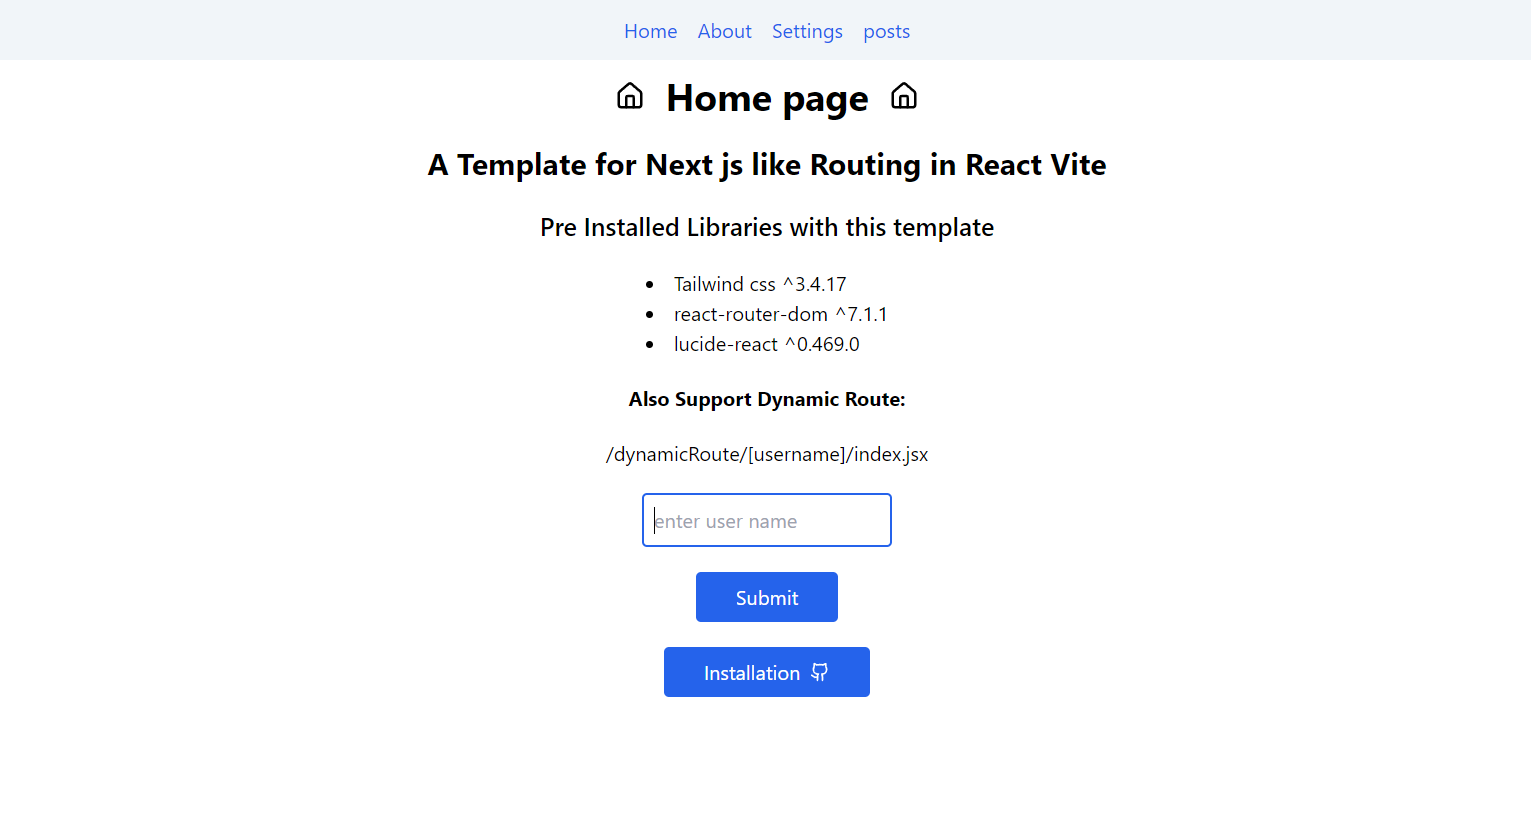 Home About Settings posts
Home page
A Template for Next js like Routing in React Vite
Pre Installed Libraries with this template
• Tailwind css ^3.4.17
• react-router-dom ^7.1.1
• lucide-react ^0.469.0
Also Support Dynamic Route:
/dynamicRoute/[username]/index.jsx
enter user name
Submit
Installation